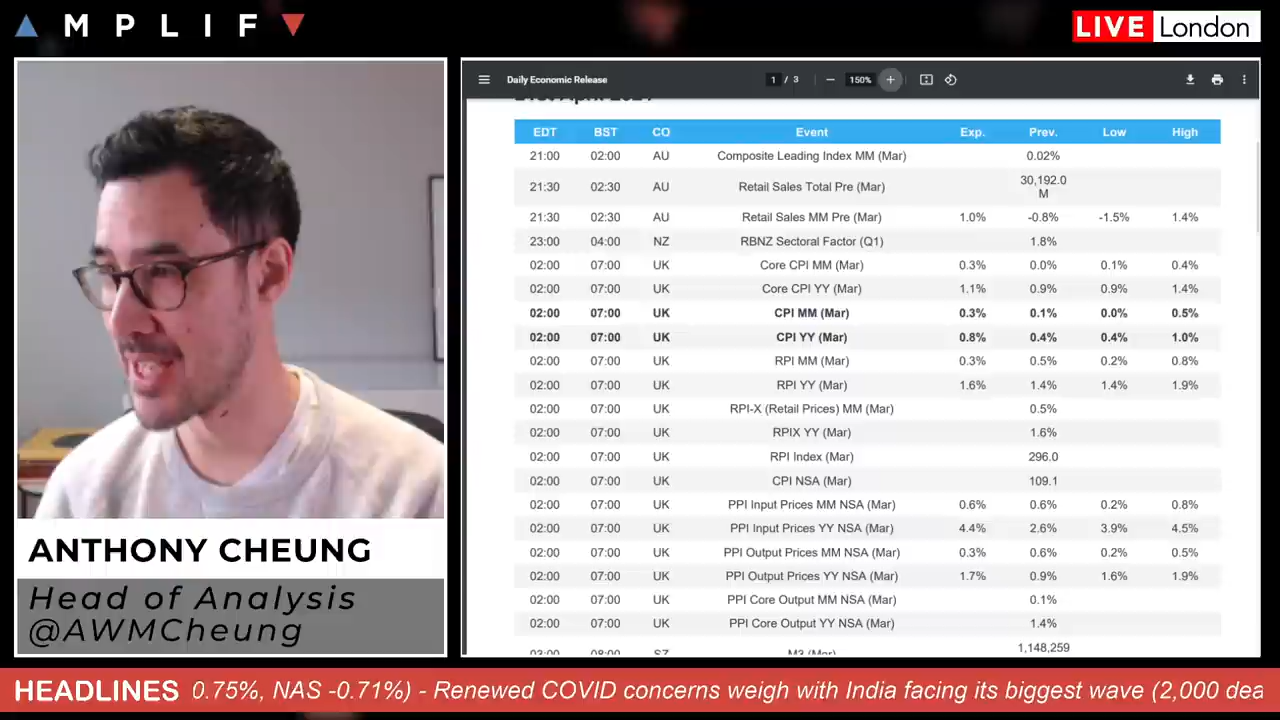 MPLIF
LIVE London
Daily Economic Release
1 / 3
150%
EDT BST CO Event Exp. Prev. Low High
21:00 02:00 AU Composite Leading Index MM (Mar) 0.02%
21:30 02:30 AU Retail Sales Total Pre (Mar) 30,192.0
M
21:30 02:30 AU Retail Sales MM Pre (Mar) 1.0% -0.8% -1.5% 1.4%
23:00 04:00 NZ RBNZ Sectoral Factor (Q1) 1.8%
02:00 07:00 UK Core CPI MM (Mar) 0.3% 0.0% 0.1% 0.4%
02:00 07:00 UK Core CPI YY (Mar) 1.1% 0.9% 0.9% 1.4%
02:00 07:00 UK CPI MM (Mar) 0.3% 0.1% 0.0% 0.5%
02:00 07:00 UK CPI YY (Mar) 0.8% 0.4% 0.4% 1.0%
02:00 07:00 UK RPI MM (Mar) 0.3% 0.5% 0.2% 0.8%
02:00 07:00 UK RPI YY (Mar) 1.6% 1.4% 1.4% 1.9%
02:00 07:00 UK RPI-X (Retail Prices) MM (Mar) 0.5%
02:00 07:00 UK RPIX YY (Mar) 1.6%
02:00 07:00 UK RPI Index (Mar) 296.0
02:00 07:00 UK CPI NSA (Mar) 109.1
02:00 07:00 UK PPI Input Prices MM NSA (Mar) 0.6% 0.6% 0.2% 0.8%
02:00 07:00 UK PPI Input Prices YY NSA (Mar) 4.4% 2.6% 3.9% 4.5%
02:00 07:00 UK PPI Output Prices MM NSA (Mar) 0.3% 0.6% 0.2% 0.5%
02:00 07:00 UK PPI Output Prices YY NSA (Mar) 1.7% 0.9% 1.6% 1.9%
02:00 07:00 UK PPI Core Output MM NSA (Mar) 0.1%
02:00 07:00 UK PPI Core Output YY NSA (Mar) 1.4%
1,148,259
ANTHONY CHEUNG
Head of Analysis
@AWMCheung
HEADLINES 0.75%, NAS -0.71%) - Renewed COVID concerns weigh with India facing its biggest wave (2,000 dea